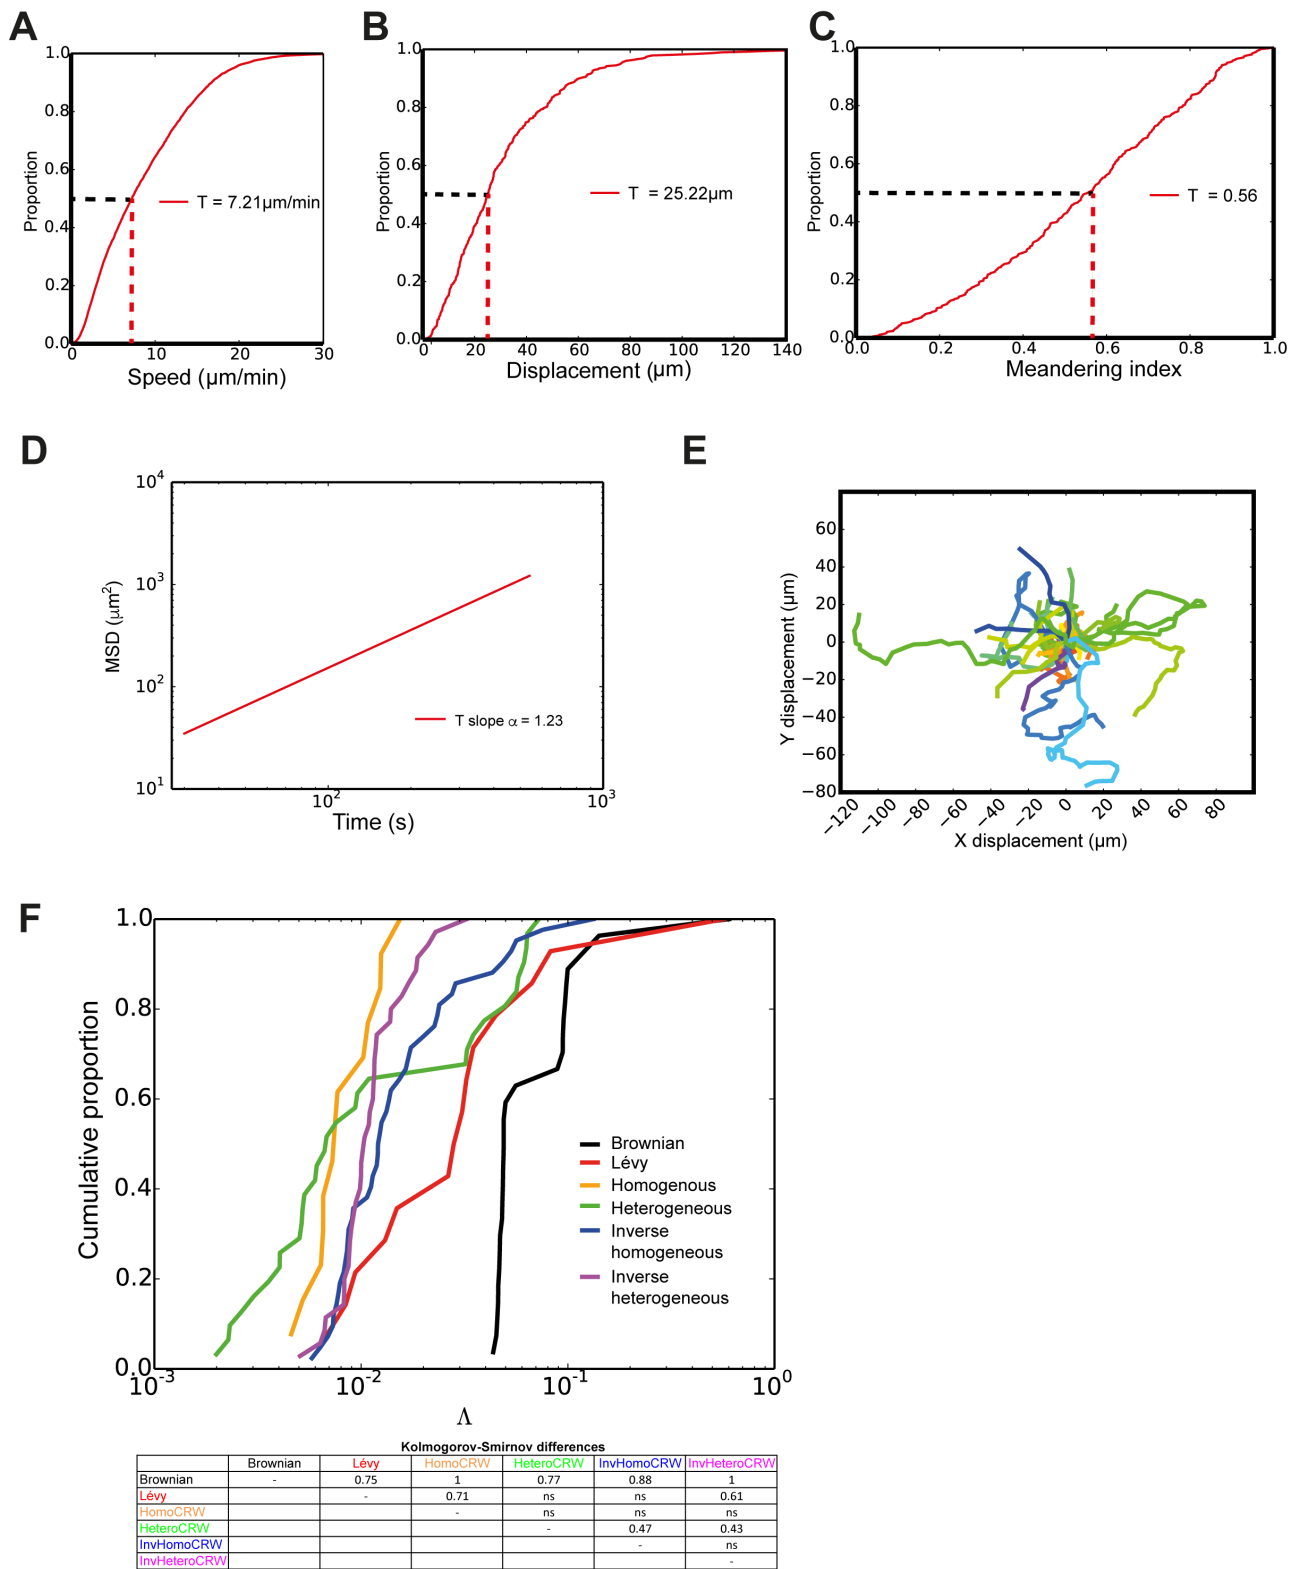 A
1.0
0.8
0.6
0.4
0.2
0.0
Proportion
T = 7.21µm/min
0
10
20
30
Speed (µm/min)
B
1.0
0.8
0.6
0.4
0.2
0.0
Proportion
T = 25.22µm
0
20
40
60
80
100
120
140
Displacement (µm)
C
1.0
0.8
0.6
0.4
0.2
0.0
Proportion
T = 0.56
0.0
0.2
0.4
0.6
0.8
1.0
Meandering index
D
10^4
10^3
10^2
10^1
MSD (µm^2)
T slope α = 1.23
10^2
10^3
Time (s)
E
60
40
20
0
−20
−40
−60
−80
Y displacement (µm)
−120
−100
−80
−60
−40
−20
0
20
40
60
80
X displacement (µm)
F
1.0
0.8
0.6
0.4
0.2
0.0
Cumulative proportion
Brownian
Lévy
Homogenous
Heterogeneous
Inverse
homogeneous
Inverse
heterogeneous
10^-3
10^-2
10^-1
10^0
Λ
Kolmogorov-Smirnov differences
Brownian Lévy HomoCRW HeteroCRW InvHomoCRW InvHeteroCRW
Brownian - 0.75 1 0.77 0.88 1
Lévy - 0.71 ns ns 0.61
HomoCRW - ns ns ns
HeteroCRW - 0.47 0.43
InvHomoCRW - ns
InvHeteroCRW -